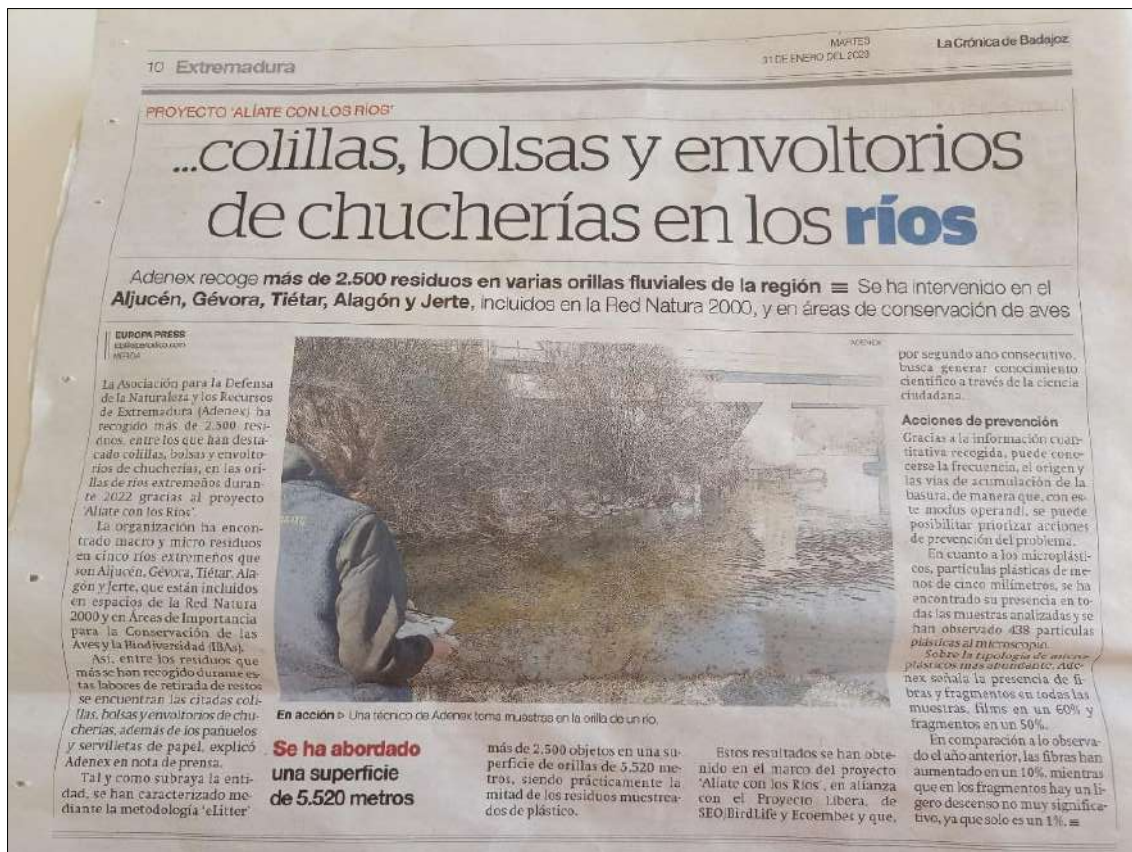 10 Extremadura
MARTES
31 DE ENERO DEL 2023
La Crónica de Badajoz
PROYECTO 'ALÍATE CON LOS RÍOS'
...colillas, bolsas y envoltorios
de chucherías en los ríos
Adenex recoge más de 2.500 residuos en varias orillas fluviales de la región ≡ Se ha intervenido en el
Aljucén, Gévora, Tiétar, Alagón y Jerte, incluidos en la Red Natura 2000, y en áreas de conservación de aves
EUROPA PRESS
MÉRIDA
La Asociación para la Defensa
de la Naturaleza y los Recursos
de Extremadura (Adenex) ha
recogido más de 2.500 resi-
duos, entre los que han desta-
cado colillas, bolsas y envolto-
rios de chucherías, en las ori-
llas de ríos extremeños duran-
te 2022 gracias al proyecto
'Alíate con los Ríos'.
La organización ha encon-
trado macro y micro residuos
en cinco ríos extremeños que
son Aljucén, Gévora, Tiétar, Ala-
gón y Jerte, que están incluidos
en espacios de la Red Natura
2000 y en Áreas de Importancia
para la Conservación de las
Aves y la Biodiversidad (IBAs).
Así, entre los residuos que
más se han recogido durante es-
tas labores de retirada de restos
se encuentran las citadas coli-
llas, bolsas y envoltorios de chu-
cherías, además de los pañuelos
y servilletas de papel, explicó
Adenex en nota de prensa.
Tal y como subraya la enti-
dad, se han caracterizado me-
diante la metodología 'eLitter'
ADENEX
En acción ▷ Una técnico de Adenex toma muestras en la orilla de un río.
Se ha abordado
una superficie
de 5.520 metros
más de 2.500 objetos en una su-
perficie de orillas de 5.520 me-
tros, siendo prácticamente la
mitad de los residuos muestrea-
dos de plástico.
Estos resultados se han obte-
nido en el marco del proyecto
'Alíate con los Ríos', en alianza
con el Proyecto Libera, de
SEO/BirdLife y Ecoembes y que,
por segundo año consecutivo,
busca generar conocimiento
científico a través de la ciencia
ciudadana.
Acciones de prevención
Gracias a la información cuan-
titativa recogida, puede cono-
cerse la frecuencia, el origen y
las vías de acumulación de la
basura, de manera que, con es-
te modus operandi, se puede
posibilitar priorizar acciones
de prevención del problema.
En cuanto a los microplásti-
cos, partículas plásticas de me-
nos de cinco milímetros, se ha
encontrado su presencia en to-
das las muestras analizadas y se
han observado 438 partículas
plásticas al microscopio.
Sobre la tipología de micro-
plásticos más abundante, Ade-
nex señala la presencia de fi-
bras y fragmentos en todas las
muestras, films en un 60% y
fragmentos en un 50%.
En comparación a lo observa-
do el año anterior, las fibras han
aumentado en un 10%, mientras
que en los fragmentos hay un li-
gero descenso no muy significa-
tivo, ya que solo es un 1%. ≡